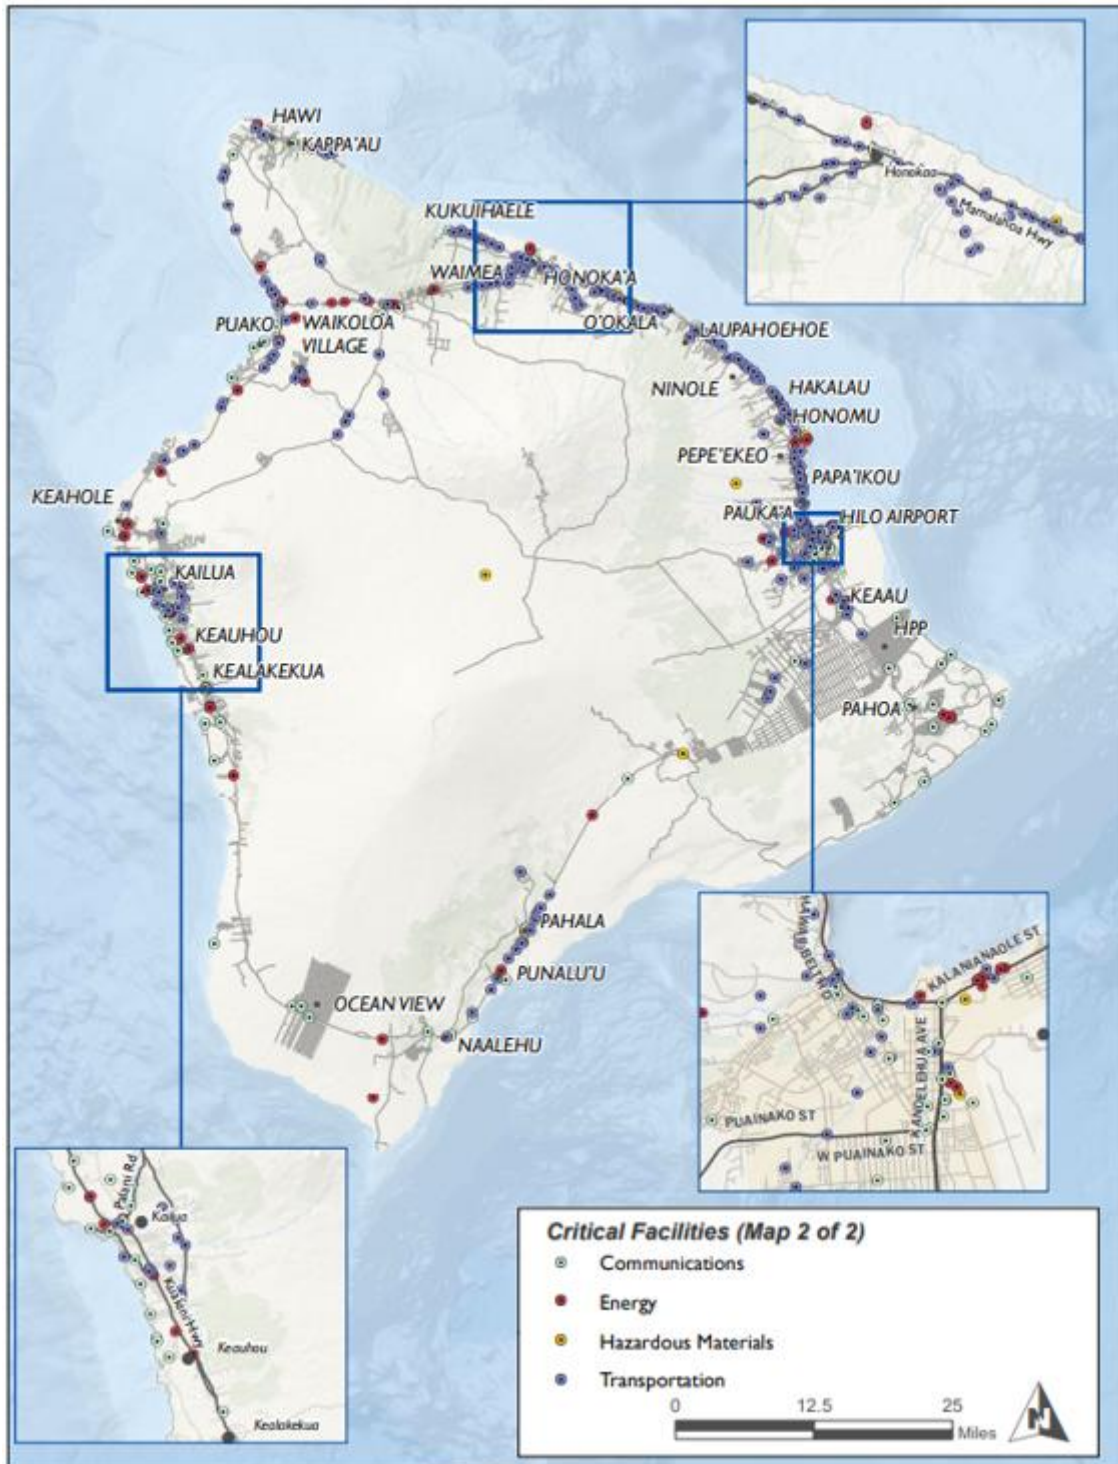 HAWI
KAPPA'AU
KUKUIHAELE
WAIMEA
HONOKA'A
O'OKALA
PUAKO
WAIKOLOA
VILLAGE
LAUPAHOEHOE
NINOLE
HAKALAU
HONOMU
PEPE'EKEO
PAPA'IKOU
KEAHOLE
PAUKA'A
HILO AIRPORT
KAILUA
KEAAU
KEAUHOU
HPP
KEALAKEKUA
PAHOA
PAHALA
PUNALU'U
OCEAN VIEW
NAALEHU
Honokaa
Mamalahoa Hwy
HAWAII BELT RD
KALANIANAOLE ST
KANOELEHUA AVE
PUAINAKO ST
W PUAINAKO ST
Palani Rd
Kailua
Kuakini Hwy
Keauhou
Kealakekua
Critical Facilities (Map 2 of 2)
Communications
Energy
Hazardous Materials
Transportation
0 12.5 25
Miles
N